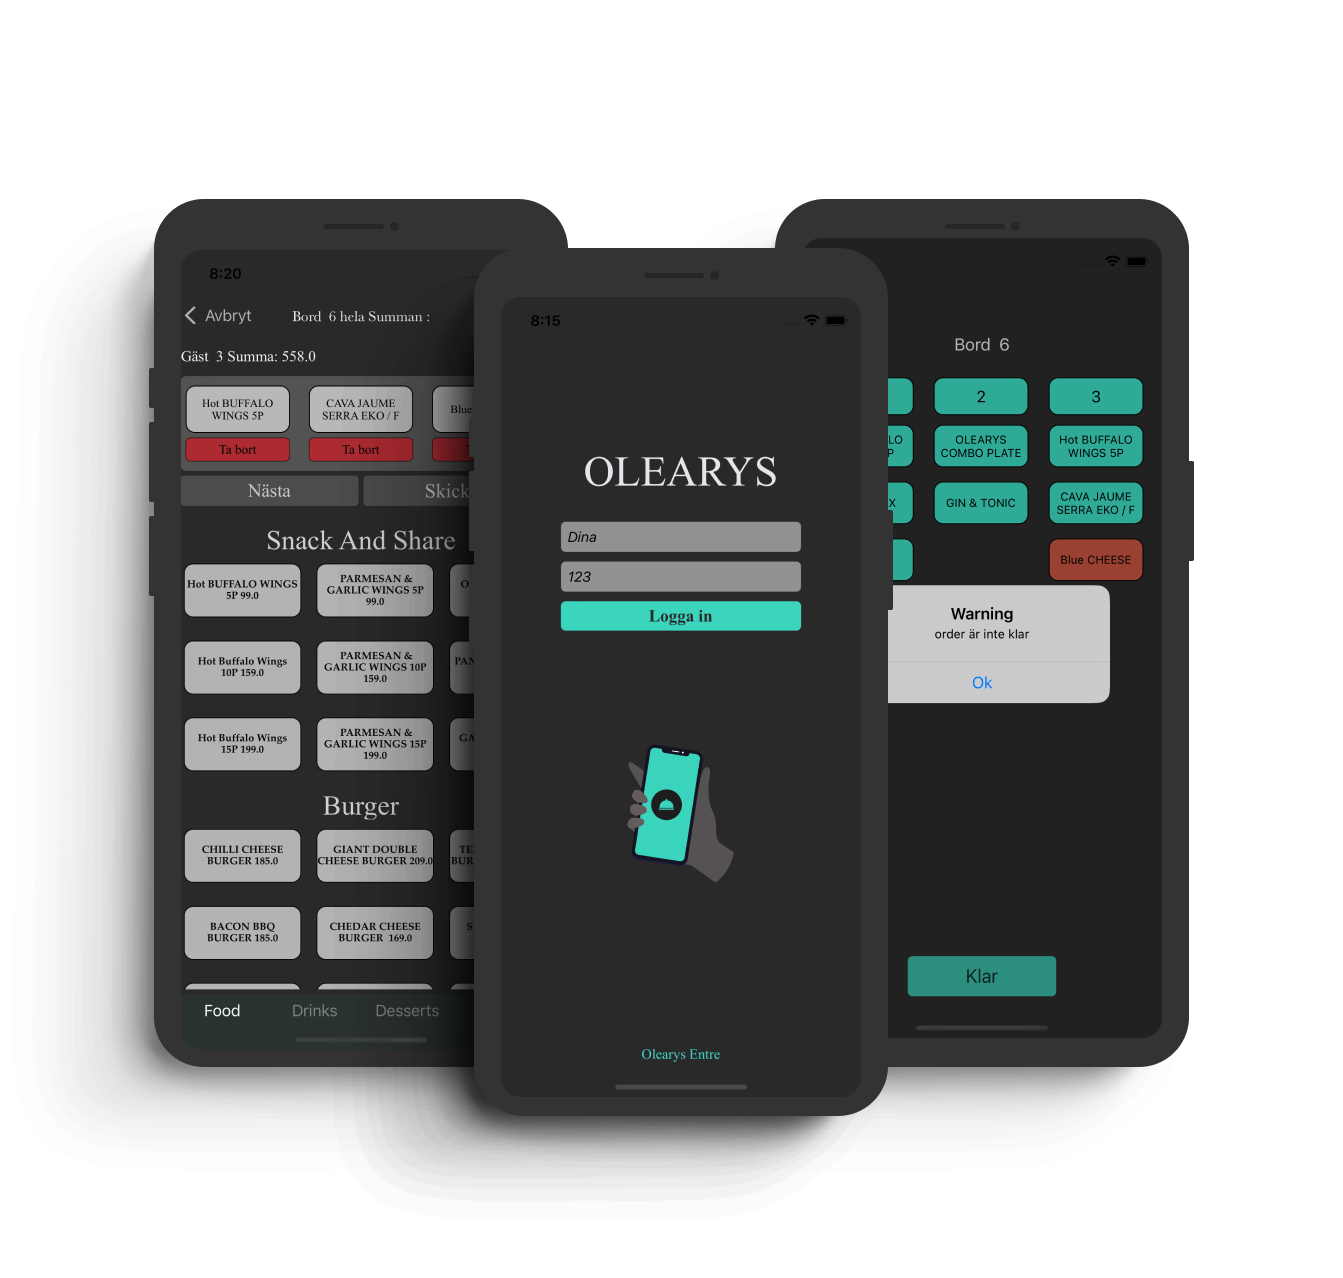 8:20
Avbryt
Bord 6 hela Summan :
Gäst 3 Summa: 558.0
Hot BUFFALO
WINGS 5P
CAVA JAUME
SERRA EKO / F
Blue
Ta bort
Ta bort
Nästa
Skick
Snack And Share
Hot BUFFALO WINGS
5P 99.0
PARMESAN &
GARLIC WINGS 5P
99.0
O
Hot Buffalo Wings
10P 159.0
PARMESAN &
GARLIC WINGS 10P
159.0
PAN
Hot Buffalo Wings
15P 199.0
PARMESAN &
GARLIC WINGS 15P
199.0
GA
Burger
CHILLI CHEESE
BURGER 185.0
GIANT DOUBLE
CHEESE BURGER 209.0
TE
BUR
BACON BBQ
BURGER 185.0
CHEDAR CHEESE
BURGER 169.0
S
Food
Drinks
Desserts
8:15
OLEARYS
Dina
123
Logga in
Olearys Entre
Bord 6
2
3
LO
P
OLEARYS
COMBO PLATE
Hot BUFFALO
WINGS 5P
X
GIN & TONIC
CAVA JAUME
SERRA EKO / F
Blue CHEESE
Warning
order är inte klar
Ok
Klar